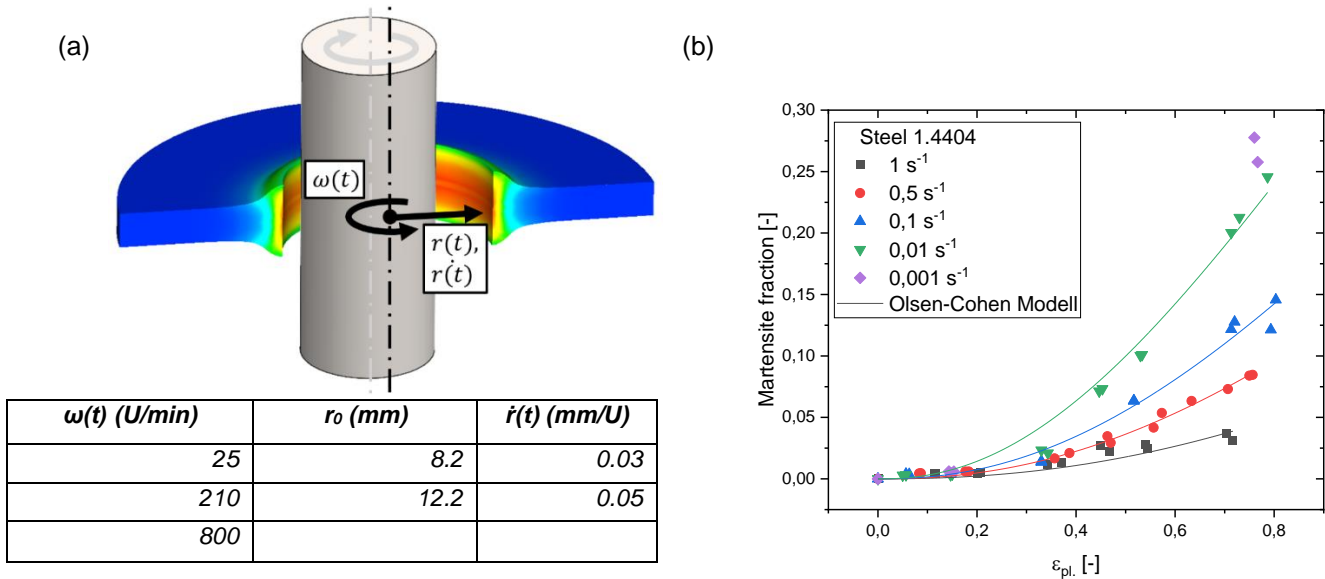 (a)
ω(t)
r(t),
ṙ(t)
ω(t) (U/min) r₀ (mm) ṙ(t) (mm/U)
25 8.2 0.03
210 12.2 0.05
800
(b)
0,30
0,25
0,20
0,15
0,10
0,05
0,00
Martensite fraction [-]
Steel 1.4404
1 s⁻¹
0,5 s⁻¹
0,1 s⁻¹
0,01 s⁻¹
0,001 s⁻¹
Olsen-Cohen Modell
0,0 0,2 0,4 0,6 0,8
εpl. [-]